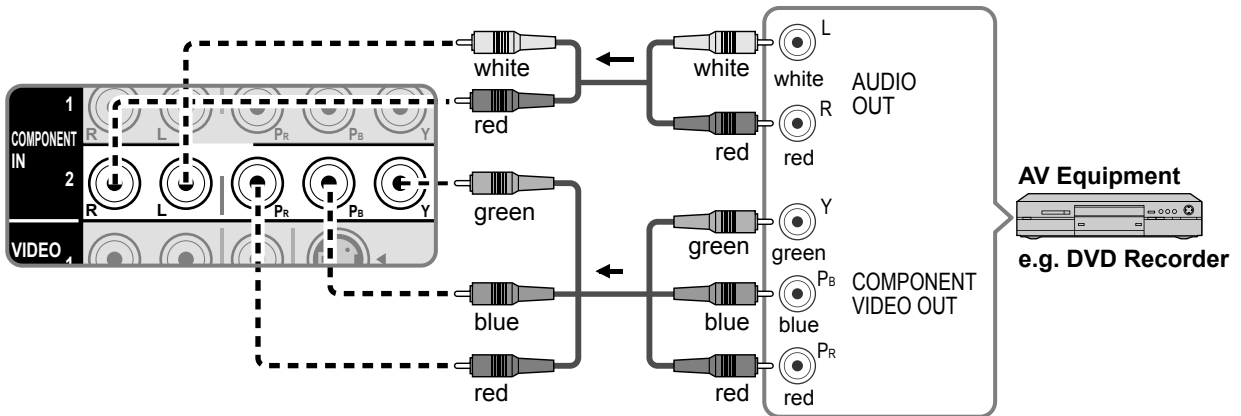 1
COMPONENT
IN
R L PR PB Y
2
R L PR PB Y
VIDEO 1
white
red
green
blue
red
white
red
green
blue
red
L
white
R
red
AUDIO
OUT
Y
green
PB
blue
PR
red
COMPONENT
VIDEO OUT
AV Equipment
e.g. DVD Recorder